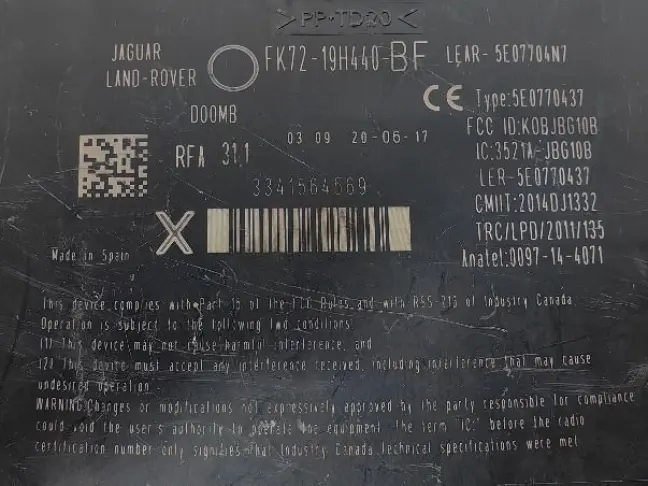 >PP-TD20<
JAGUAR
LAND-ROVER
FK72-19H440-BF
LEAR- 5E07704N7
CE
Type:5E0770437
D00MB
FCC ID:KOBJBG10B
03 09 20-06-17
RFA 31.1
IC:3521A-JBG10B
3341564569
LER-5E0770437
CMIIT:2014DJ1332
X
TRC/LPD/2011/135
Made in Spain
Anatel:0097-14-4071
This device complies with Part 15 of the FCC Rules, and with RSS-210 of Industry Canada.
Operation is subject to the following two conditions:
(1) This device may not cause harmful interference, and
(2) This device must accept any interference received, including interference that may cause
undesired operation.
WARNING:Changes or modifications not expressively approved by the party responsible for compliance
could void the user's authority to operate the equipment. The term "IC:" before the radio
certification number only signifies that Industry Canada Technical specifications were met.